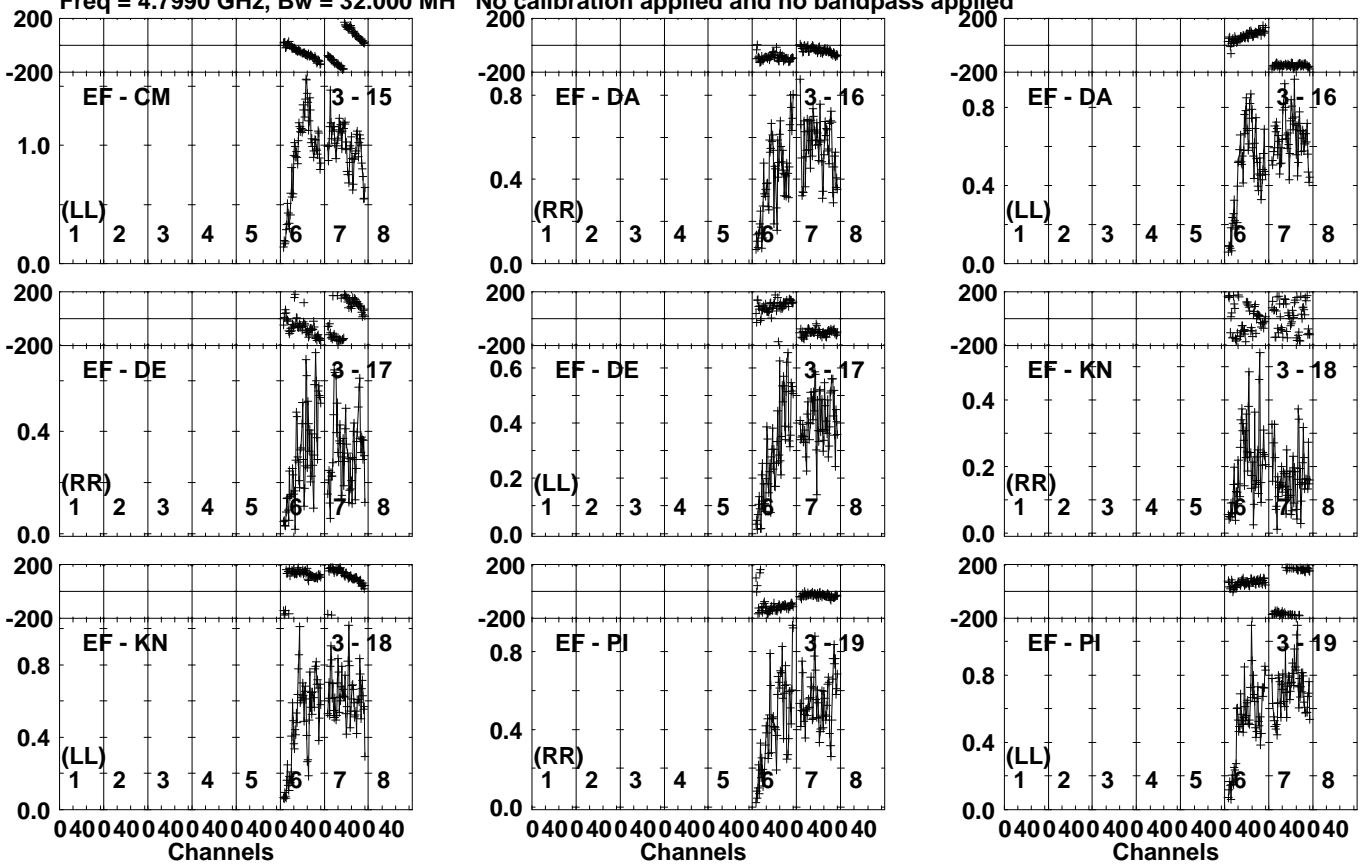 Freq = 4.7990 GHz, Bw = 32.000 MH No calibration applied and no bandpass applied
200 200 200
-200 -200 -200
EF - CM 3 - 15 EF - DA 3 - 16 EF - DA 3 - 16
0.8 0.8
1.0
0.4 0.4
(LL) (RR) (LL)
1 2 3 4 5 6 7 8 1 2 3 4 5 6 7 8 1 2 3 4 5 6 7 8
0.0 0.0 0.0
200 200 200
-200 -200 -200
EF - DE 3 - 17 EF - DE 3 - 17 EF - KN 3 - 18
0.6
0.4 0.4 0.4
0.2 0.2
(RR) (LL) (RR)
1 2 3 4 5 6 7 8 1 2 3 4 5 6 7 8 1 2 3 4 5 6 7 8
0.0 0.0 0.0
200 200 200
-200 -200 -200
EF - KN 3 - 18 EF - PI 3 - 19 EF - PI 3 - 19
0.8 0.8 0.8
0.4 0.4 0.4
(LL) (RR) (LL)
1 2 3 4 5 6 7 8 1 2 3 4 5 6 7 8 1 2 3 4 5 6 7 8
0.0 0.0 0.0
0 40 0 40 0 40 0 40 0 40 0 40 0 40 0 40 0 40 0 40 0 40 0 40 0 40 0 40 0 40 0 40 0 40 0 40 0 40 0 40 0 40 0 40 0 40 0 40
Channels Channels Channels